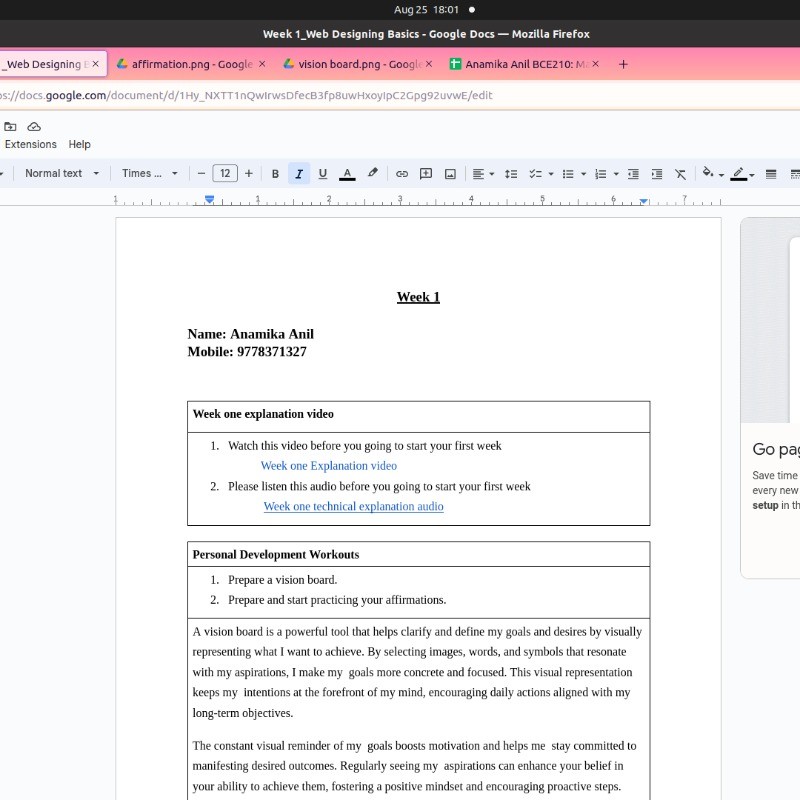 Aug 25 18:01
Week 1_Web Designing Basics - Google Docs — Mozilla Firefox
_Web Designing
affirmation.png - Google
vision board.png - Google
Anamika Anil BCE210: M
docs.google.com/document/d/1Hy_NXTT1nQwIrwsDfecB3fp8uwHxoyIpC2Gpg92uvwE/edit
Extensions Help
Normal text Times ... 12 B I U A
1 1 2 3 4 5 6 7
Week 1
Name: Anamika Anil
Mobile: 9778371327
Week one explanation video
1. Watch this video before you going to start your first week
Week one Explanation video
2. Please listen this audio before you going to start your first week
Week one technical explanation audio
Personal Development Workouts
1. Prepare a vision board.
2. Prepare and start practicing your affirmations.
A vision board is a powerful tool that helps clarify and define my goals and desires by visually
representing what I want to achieve. By selecting images, words, and symbols that resonate
with my aspirations, I make my  goals more concrete and focused. This visual representation
keeps my  intentions at the forefront of my mind, encouraging daily actions aligned with my
long-term objectives.
The constant visual reminder of my  goals boosts motivation and helps me  stay committed to
manifesting desired outcomes. Regularly seeing my  aspirations can enhance your belief in
your ability to achieve them, fostering a positive mindset and encouraging proactive steps.
Go pag
Save time
every new
setup in th